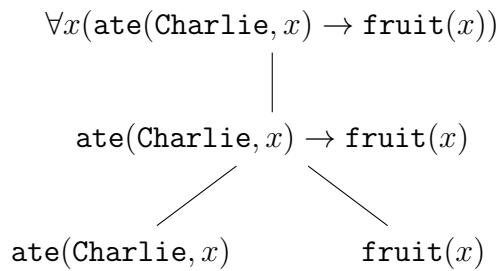 ∀x(ate(Charlie, x) → fruit(x))
ate(Charlie, x) → fruit(x)
ate(Charlie, x) fruit(x)